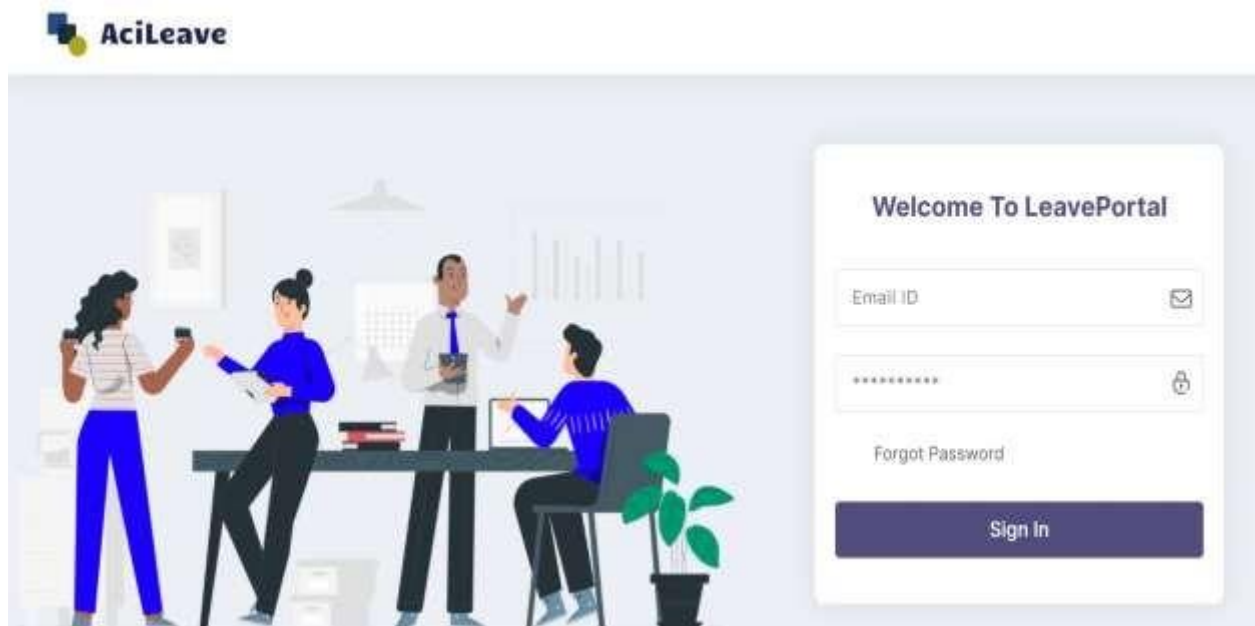 AciLeave
Welcome To LeavePortal
Email ID
**********
Forgot Password
Sign In